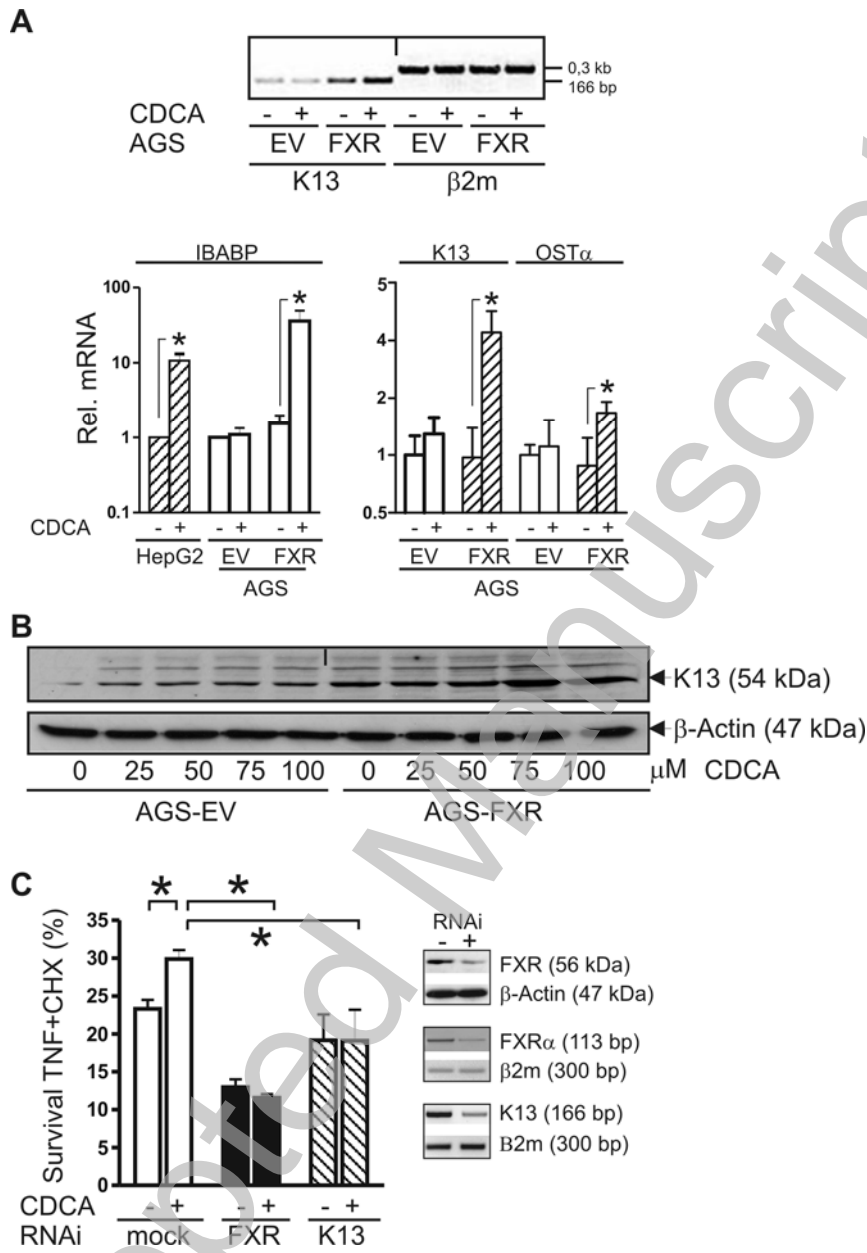 A
0,3 kb
166 bp
CDCA - + - + - + - +
AGS EV FXR EV FXR
K13 β2m
IBABP
Rel. mRNA
100
10
1
0.1
* *
CDCA - + - + - +
HepG2 EV FXR
AGS
K13 OSTα
5
4
2
1
0.5
* *
- + - + - + - +
EV FXR EV FXR
AGS
B
K13 (54 kDa)
β-Actin (47 kDa)
0 25 50 75 100 0 25 50 75 100 μM CDCA
AGS-EV AGS-FXR
C
* * *
Survival TNF+CHX (%)
35
30
25
20
15
10
5
0
CDCA - + - + - +
RNAi mock FXR K13
RNAi
- +
FXR (56 kDa)
β-Actin (47 kDa)
FXRα (113 bp)
β2m (300 bp)
K13 (166 bp)
B2m (300 bp)
epted Manuscrip